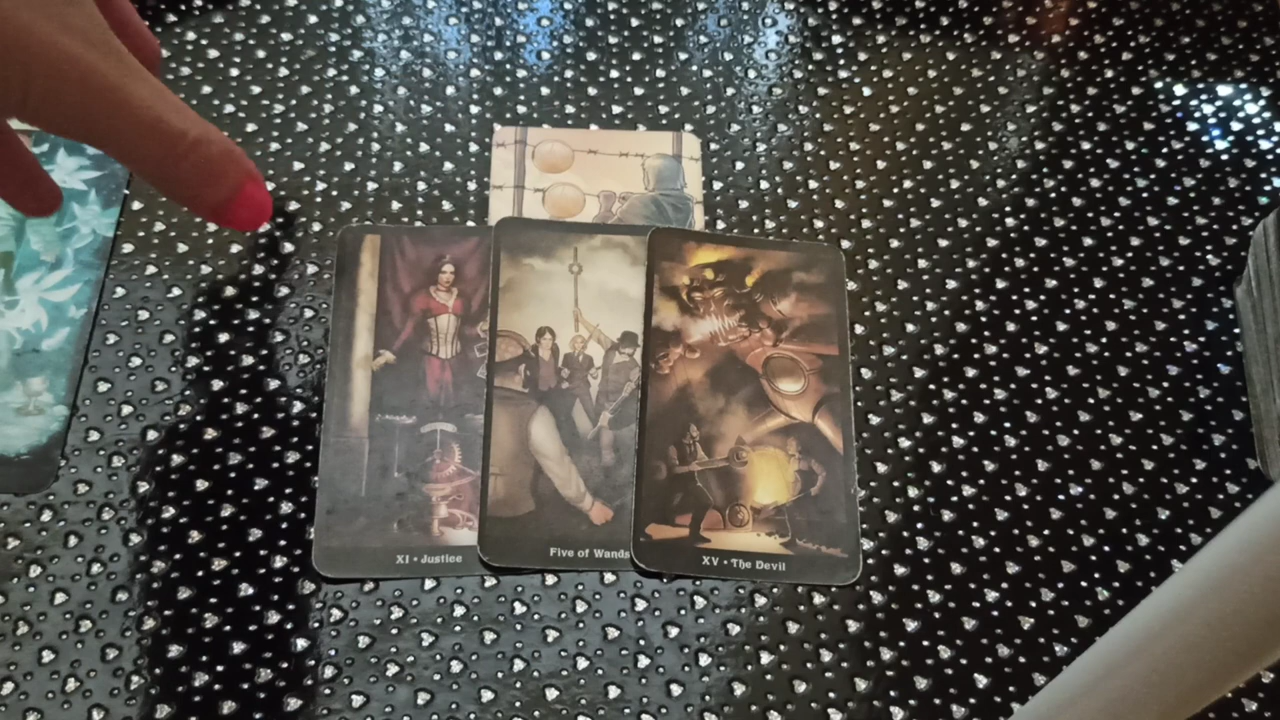 XI • Justice
Five of Wands
XV • The Devil